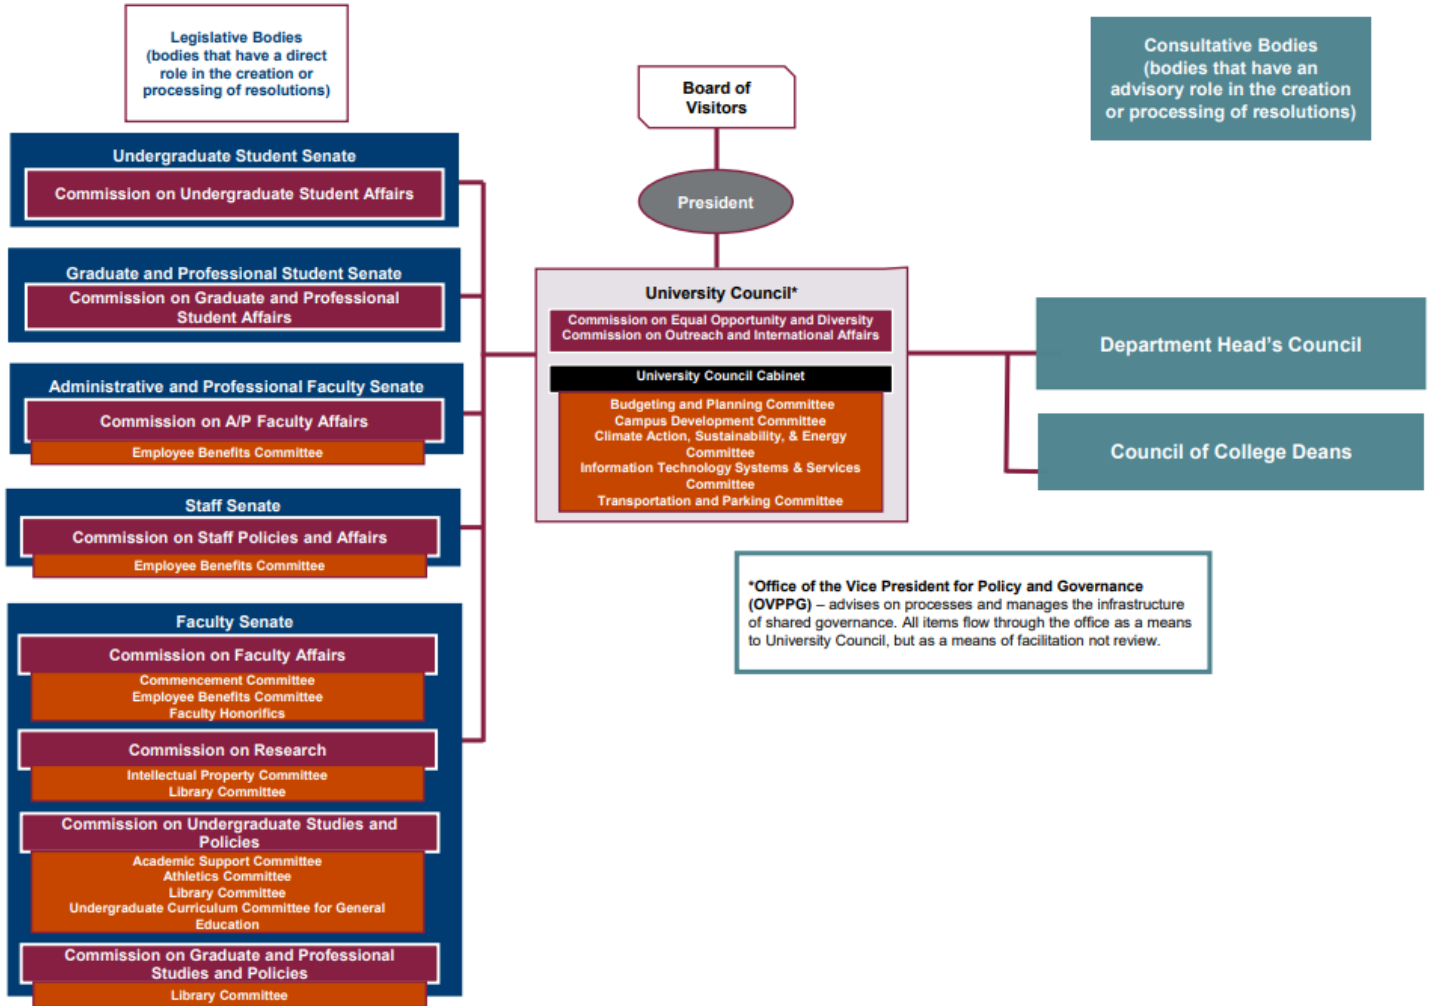 Legislative Bodies
(bodies that have a direct
role in the creation or
processing of resolutions)
Undergraduate Student Senate
Commission on Undergraduate Student Affairs
Graduate and Professional Student Senate
Commission on Graduate and Professional
Student Affairs
Administrative and Professional Faculty Senate
Commission on A/P Faculty Affairs
Employee Benefits Committee
Staff Senate
Commission on Staff Policies and Affairs
Employee Benefits Committee
Faculty Senate
Commission on Faculty Affairs
Commencement Committee
Employee Benefits Committee
Faculty Honorifics
Commission on Research
Intellectual Property Committee
Library Committee
Commission on Undergraduate Studies and
Policies
Academic Support Committee
Athletics Committee
Library Committee
Undergraduate Curriculum Committee for General
Education
Commission on Graduate and Professional
Studies and Policies
Library Committee
Board of
Visitors
President
University Council*
Commission on Equal Opportunity and Diversity
Commission on Outreach and International Affairs
University Council Cabinet
Budgeting and Planning Committee
Campus Development Committee
Climate Action, Sustainability, & Energy
Committee
Information Technology Systems & Services
Committee
Transportation and Parking Committee
*Office of the Vice President for Policy and Governance
(OVPPG) – advises on processes and manages the infrastructure
of shared governance. All items flow through the office as a means
to University Council, but as a means of facilitation not review.
Consultative Bodies
(bodies that have an
advisory role in the creation
or processing of resolutions)
Department Head's Council
Council of College Deans